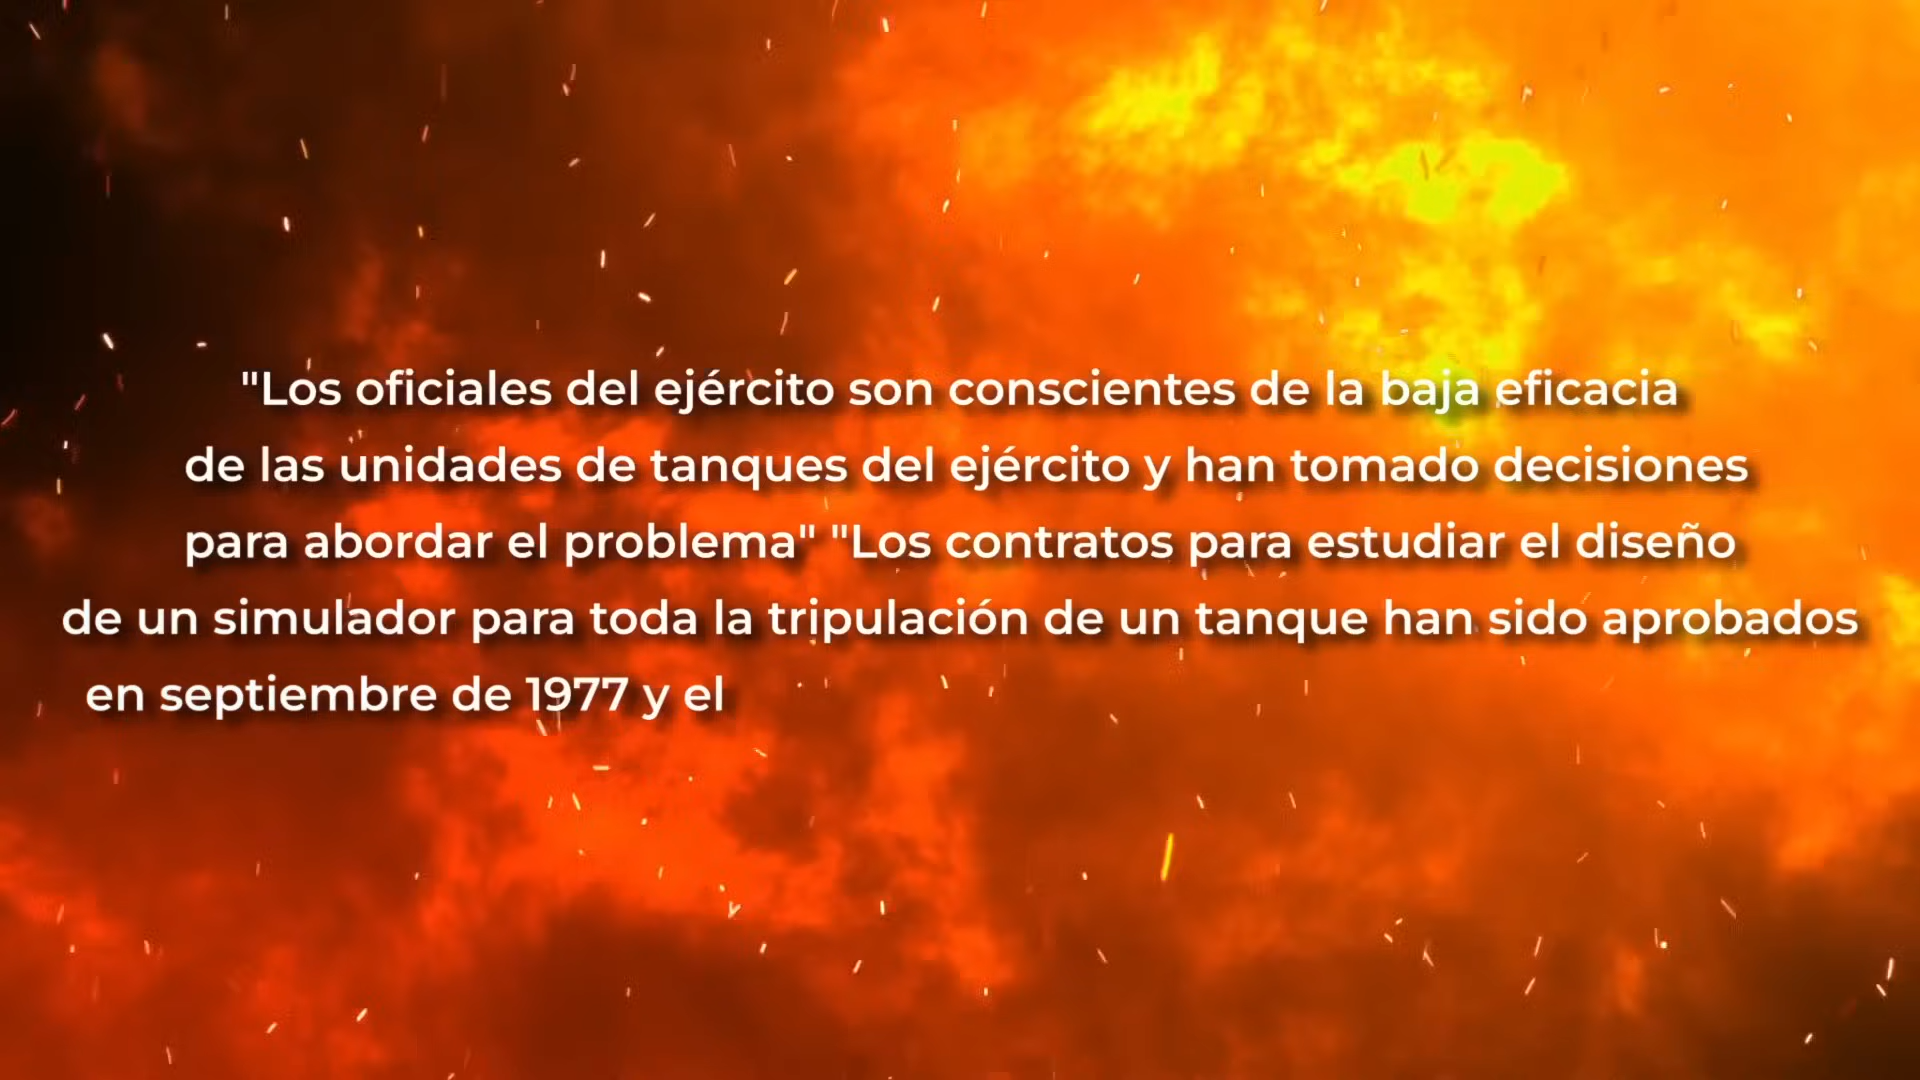 "Los oficiales del ejército son conscientes de la baja eficacia
de las unidades de tanques del ejército y han tomado decisiones
para abordar el problema" "Los contratos para estudiar el diseño
de un simulador para toda la tripulación de un tanque han sido aprobados
en septiembre de 1977 y el